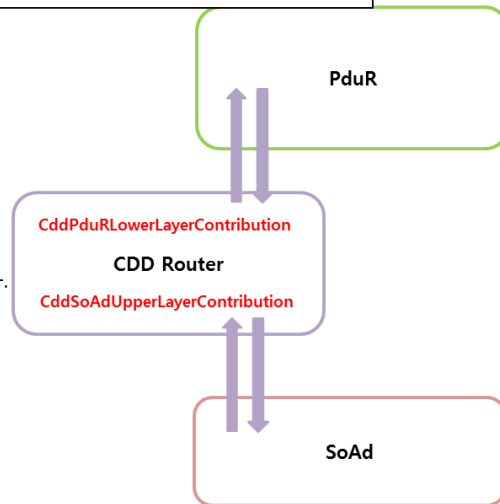 PduR
CddPduRLowerLayerContribution
CDD Router
CddSoAdUpperLayerContribution
SoAd